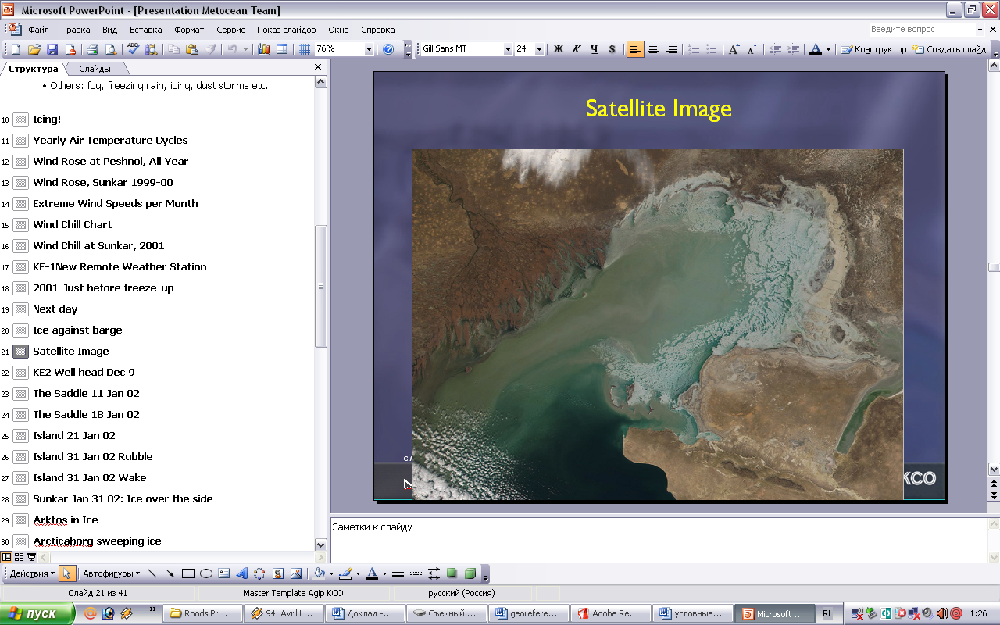 Microsoft PowerPoint - [Presentation Metocean Team]
Файл Правка Вид Вставка Формат Сервис Показ слайдов Окно Справка Введите вопрос
76% Gill Sans MT 24 Ж К Ч S Конструктор Создать слайд
Структура Слайды
• Others: fog, freezing rain, icing, dust storms etc..
10 Icing!
11 Yearly Air Temperature Cycles
12 Wind Rose at Peshnoi, All Year
13 Wind Rose, Sunkar 1999-00
14 Extreme Wind Speeds per Month
15 Wind Chill Chart
16 Wind Chill at Sunkar, 2001
17 KE-1New Remote Weather Station
18 2001-Just before freeze-up
19 Next day
20 Ice against barge
21 Satellite Image
22 KE2 Well head Dec 9
23 The Saddle 11 Jan 02
24 The Saddle 18 Jan 02
25 Island 21 Jan 02
26 Island 31 Jan 02 Rubble
27 Island 31 Jan 02 Wake
28 Sunkar Jan 31 02: Ice over the side
29 Arktos in Ice
30 Arcticaborg sweeping ice
Satellite Image
KCO
Заметки к слайду
Действия Автофигуры
Слайд 21 из 41 Master Template Agip KCO русский (Россия)
пуск Rhods Pr... 94. Avril L... Доклад -... Съемный ... georefere... Adobe Re... условные... Microsoft ... RL 1:26